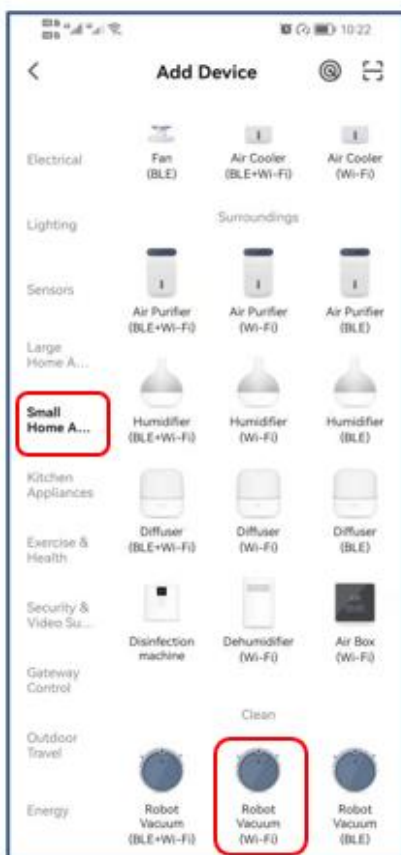 10:22
Add Device
Electrical
Lighting
Sensors
Large
Home A...
Small
Home A...
Kitchen
Appliances
Exercise &
Health
Security &
Video Su...
Gateway
Control
Outdoor
Travel
Energy
Fan
(BLE)
Air Cooler
(BLE+Wi-Fi)
Air Cooler
(Wi-Fi)
Surroundings
Air Purifier
(BLE+Wi-Fi)
Air Purifier
(Wi-Fi)
Air Purifier
(BLE)
Humidifier
(BLE+Wi-Fi)
Humidifier
(Wi-Fi)
Humidifier
(BLE)
Diffuser
(BLE+Wi-Fi)
Diffuser
(Wi-Fi)
Diffuser
(BLE)
Disinfection
machine
Dehumidifier
(Wi-Fi)
Air Box
(Wi-Fi)
Clean
Robot
Vacuum
(BLE+Wi-Fi)
Robot
Vacuum
(Wi-Fi)
Robot
Vacuum
(BLE)